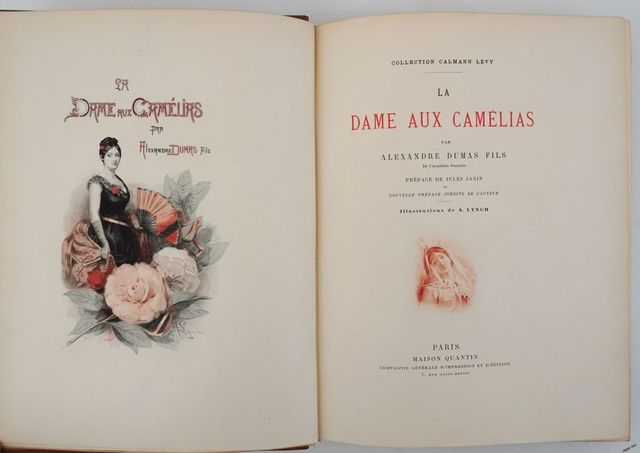 LA
DAME AUX CAMÉLIAS
PAR
ALEXANDRE DUMAS Fils
COLLECTION CALMANN LÉVY
LA
DAME AUX CAMÉLIAS
PAR
ALEXANDRE DUMAS FILS
De l'Académie française
PRÉFACE DE JULES JANIN
ET
NOUVELLE PRÉFACE INÉDITE DE L'AUTEUR
Illustrations de A. LYNCH
PARIS
MAISON QUANTIN
COMPAGNIE GÉNÉRALE D'IMPRESSION ET D'ÉDITION
7, RUE SAINT-BENOIT